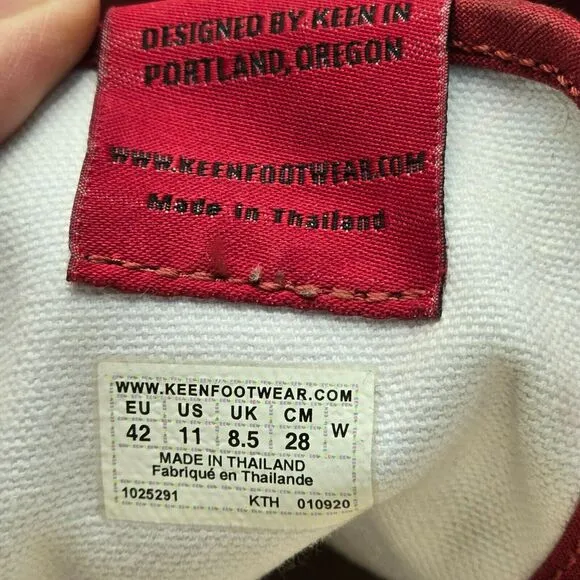 DESIGNED BY KEEN IN
PORTLAND, OREGON
WWW.KEENFOOTWEAR.COM
Made in Thailand
WWW.KEENFOOTWEAR.COM
EU US UK CM W
42 11 8.5 28
MADE IN THAILAND
Fabriqué en Thaïlande
1025291 KTH 010920